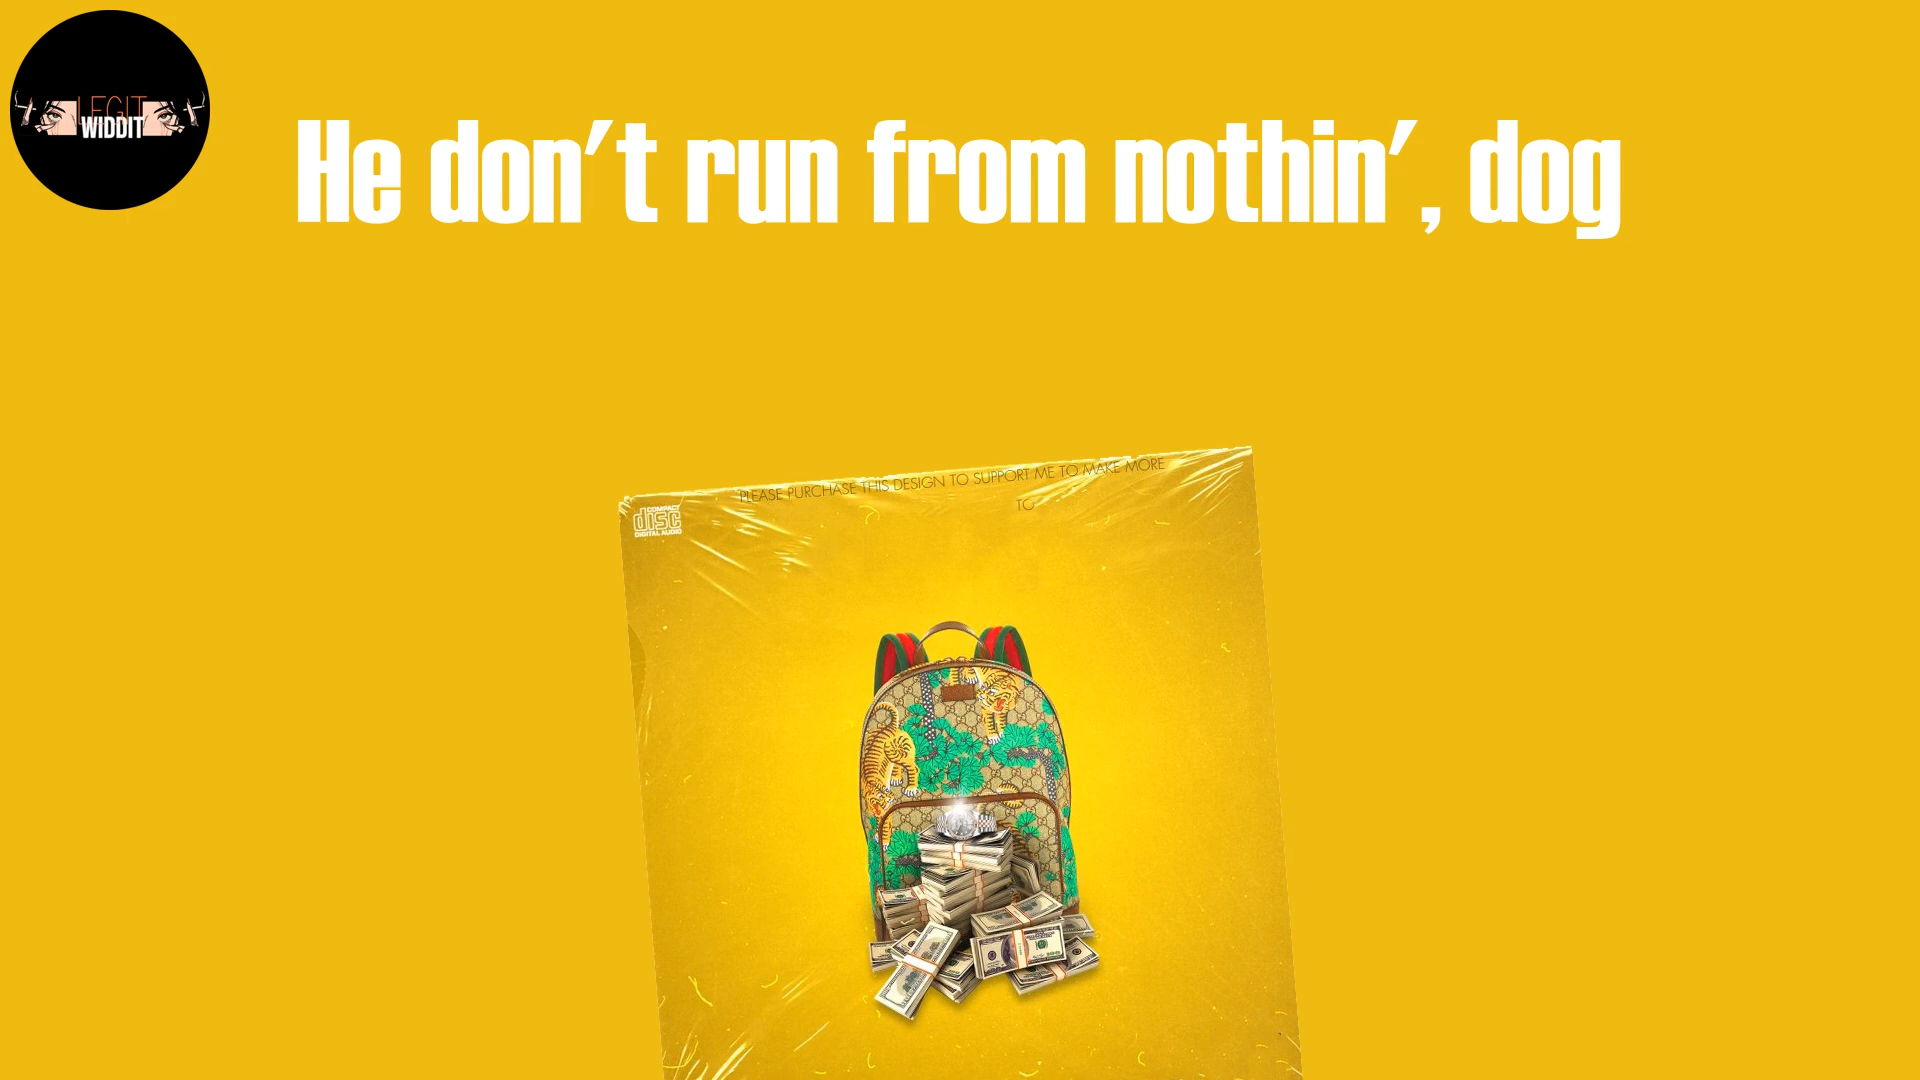 LEGIT
WIDDIT
He don't run from nothin', dog
PLEASE PURCHASE THIS DESIGN TO SUPPORT ME TO MAKE MORE
TO
COMPACT
disc
DIGITAL AUDIO